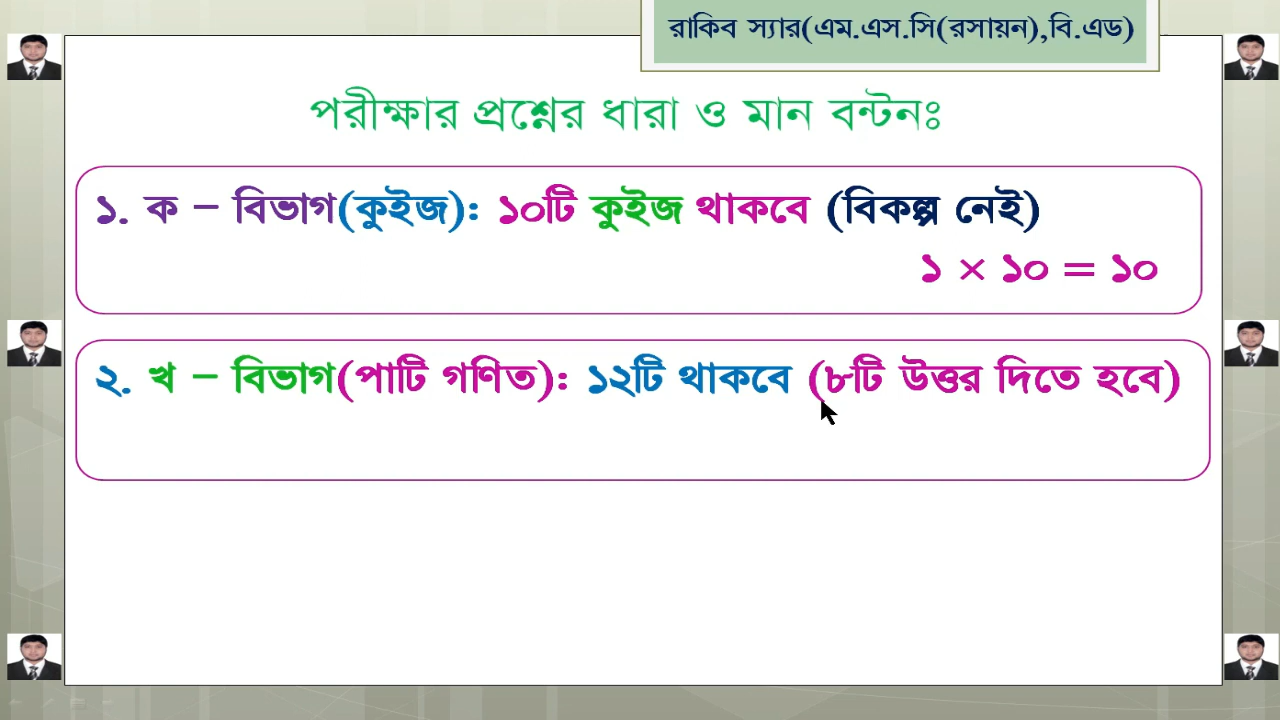 রাকিব স্যার(এম.এস.সি(রসায়ন),বি.এড)
পরীক্ষার প্রশ্নের ধারা ও মান বন্টনঃ
১. ক – বিভাগ(কুইজ): ১০টি কুইজ থাকবে (বিকল্প নেই)
১ × ১০ = ১০
২. খ – বিভাগ(পাটি গণিত): ১২টি থাকবে (৮টি উত্তর দিতে হবে)